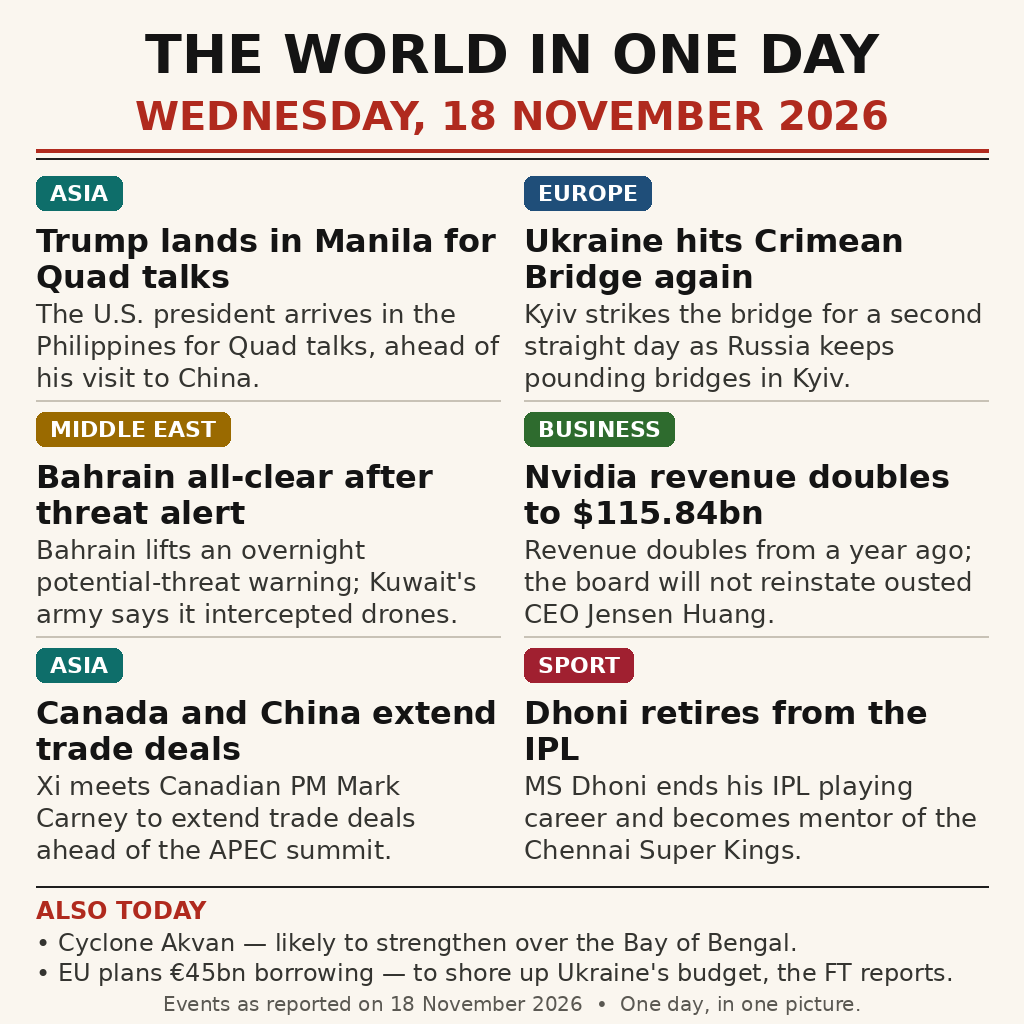 THE WORLD IN ONE DAY
WEDNESDAY, 18 NOVEMBER 2026
ASIA
Trump lands in Manila for
Quad talks
The U.S. president arrives in the
Philippines for Quad talks, ahead of
his visit to China.
EUROPE
Ukraine hits Crimean
Bridge again
Kyiv strikes the bridge for a second
straight day as Russia keeps
pounding bridges in Kyiv.
MIDDLE EAST
Bahrain all-clear after
threat alert
Bahrain lifts an overnight
potential-threat warning; Kuwait's
army says it intercepted drones.
BUSINESS
Nvidia revenue doubles
to $115.84bn
Revenue doubles from a year ago;
the board will not reinstate ousted
CEO Jensen Huang.
ASIA
Canada and China extend
trade deals
Xi meets Canadian PM Mark
Carney to extend trade deals
ahead of the APEC summit.
SPORT
Dhoni retires from the
IPL
MS Dhoni ends his IPL playing
career and becomes mentor of the
Chennai Super Kings.
ALSO TODAY
• Cyclone Akvan — likely to strengthen over the Bay of Bengal.
• EU plans €45bn borrowing — to shore up Ukraine's budget, the FT reports.
Events as reported on 18 November 2026 • One day, in one picture.